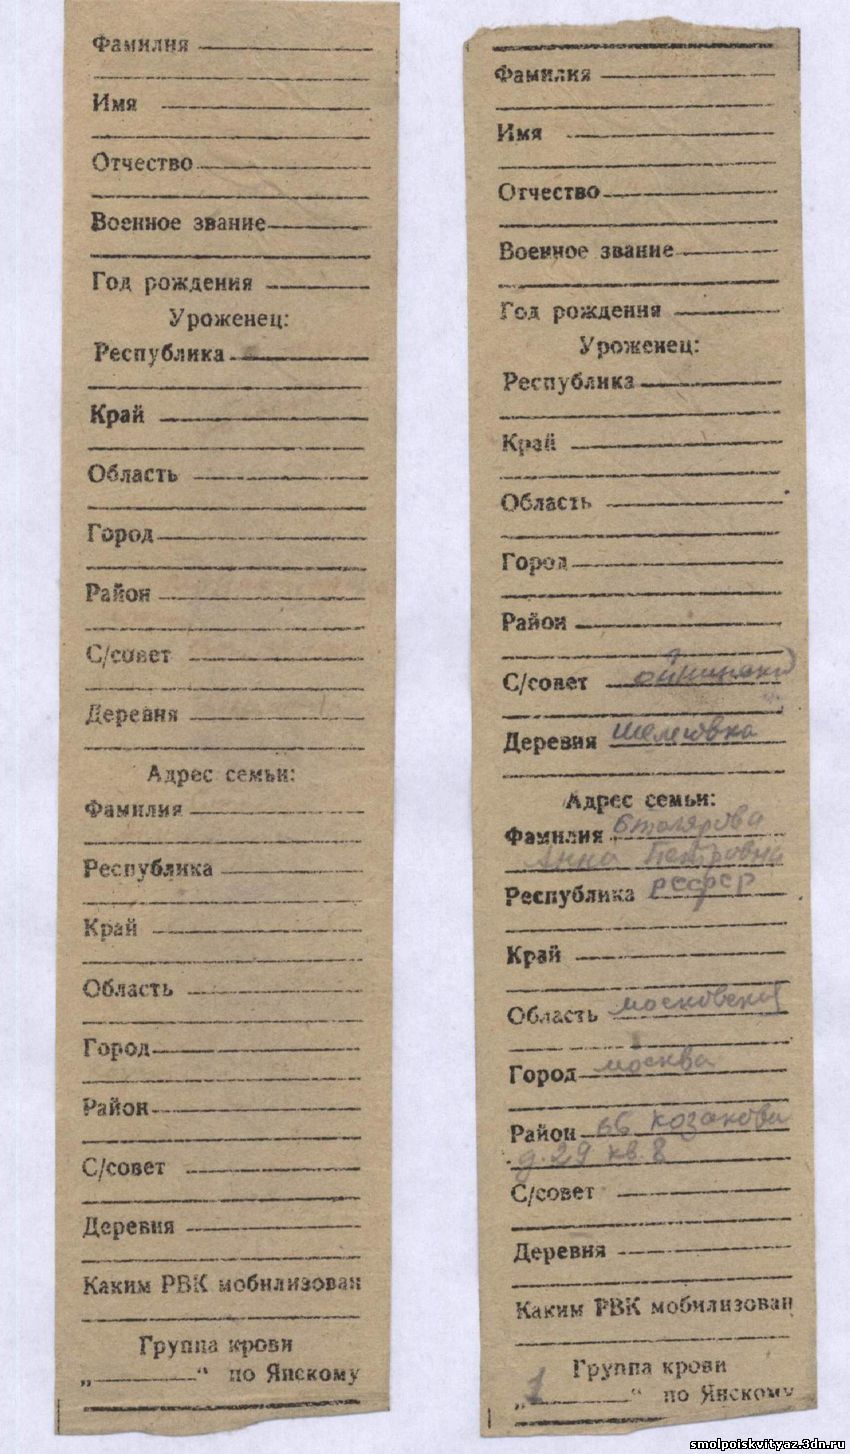 Фамилия
Имя
Отчество
Военное звание
Год рождения
Уроженец:
Республика
Край
Область
Город
Район
С/совет
Деревня
Адрес семьи:
Фамилия
Республика
Край
Область
Город
Район
С/совет
Деревня
Каким РВК мобилизован
Группа крови
„ “ по Янскому
Фамилия
Имя
Отчество
Военное звание
Год рождения
Уроженец:
Республика
Край
Область
Город
Район
С/совет
Деревня
Адрес семьи:
Фамилия Столярова
Анна Петровна
Республика РСФСР
Край
Область московская
Город москва
Район козакова
д. 29 кв. 8
С/совет
Деревня
Каким РВК мобилизован
Группа крови
„1 “ по Янскому
smolpoiskvityaz.3dn.ru